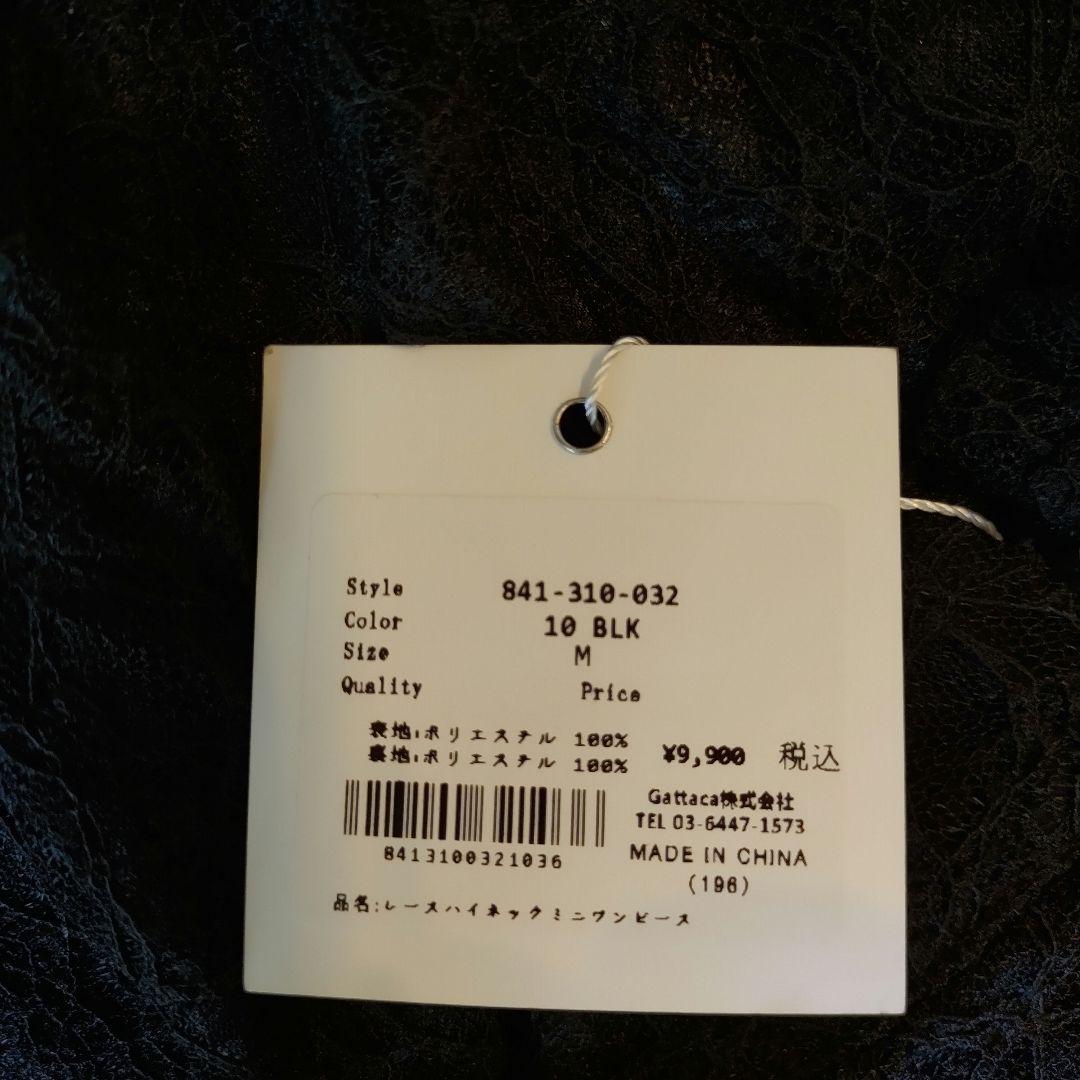 Style 841-310-032
Color 10 BLK
Size M
Quality Price
表地:ポリエステル 100%
裏地:ポリエステル 100%
¥9,900 税込
Gattaca株式会社
TEL 03-6447-1573
MADE IN CHINA
(196)
8413100321036
品名:レースハイネックミニワンピース